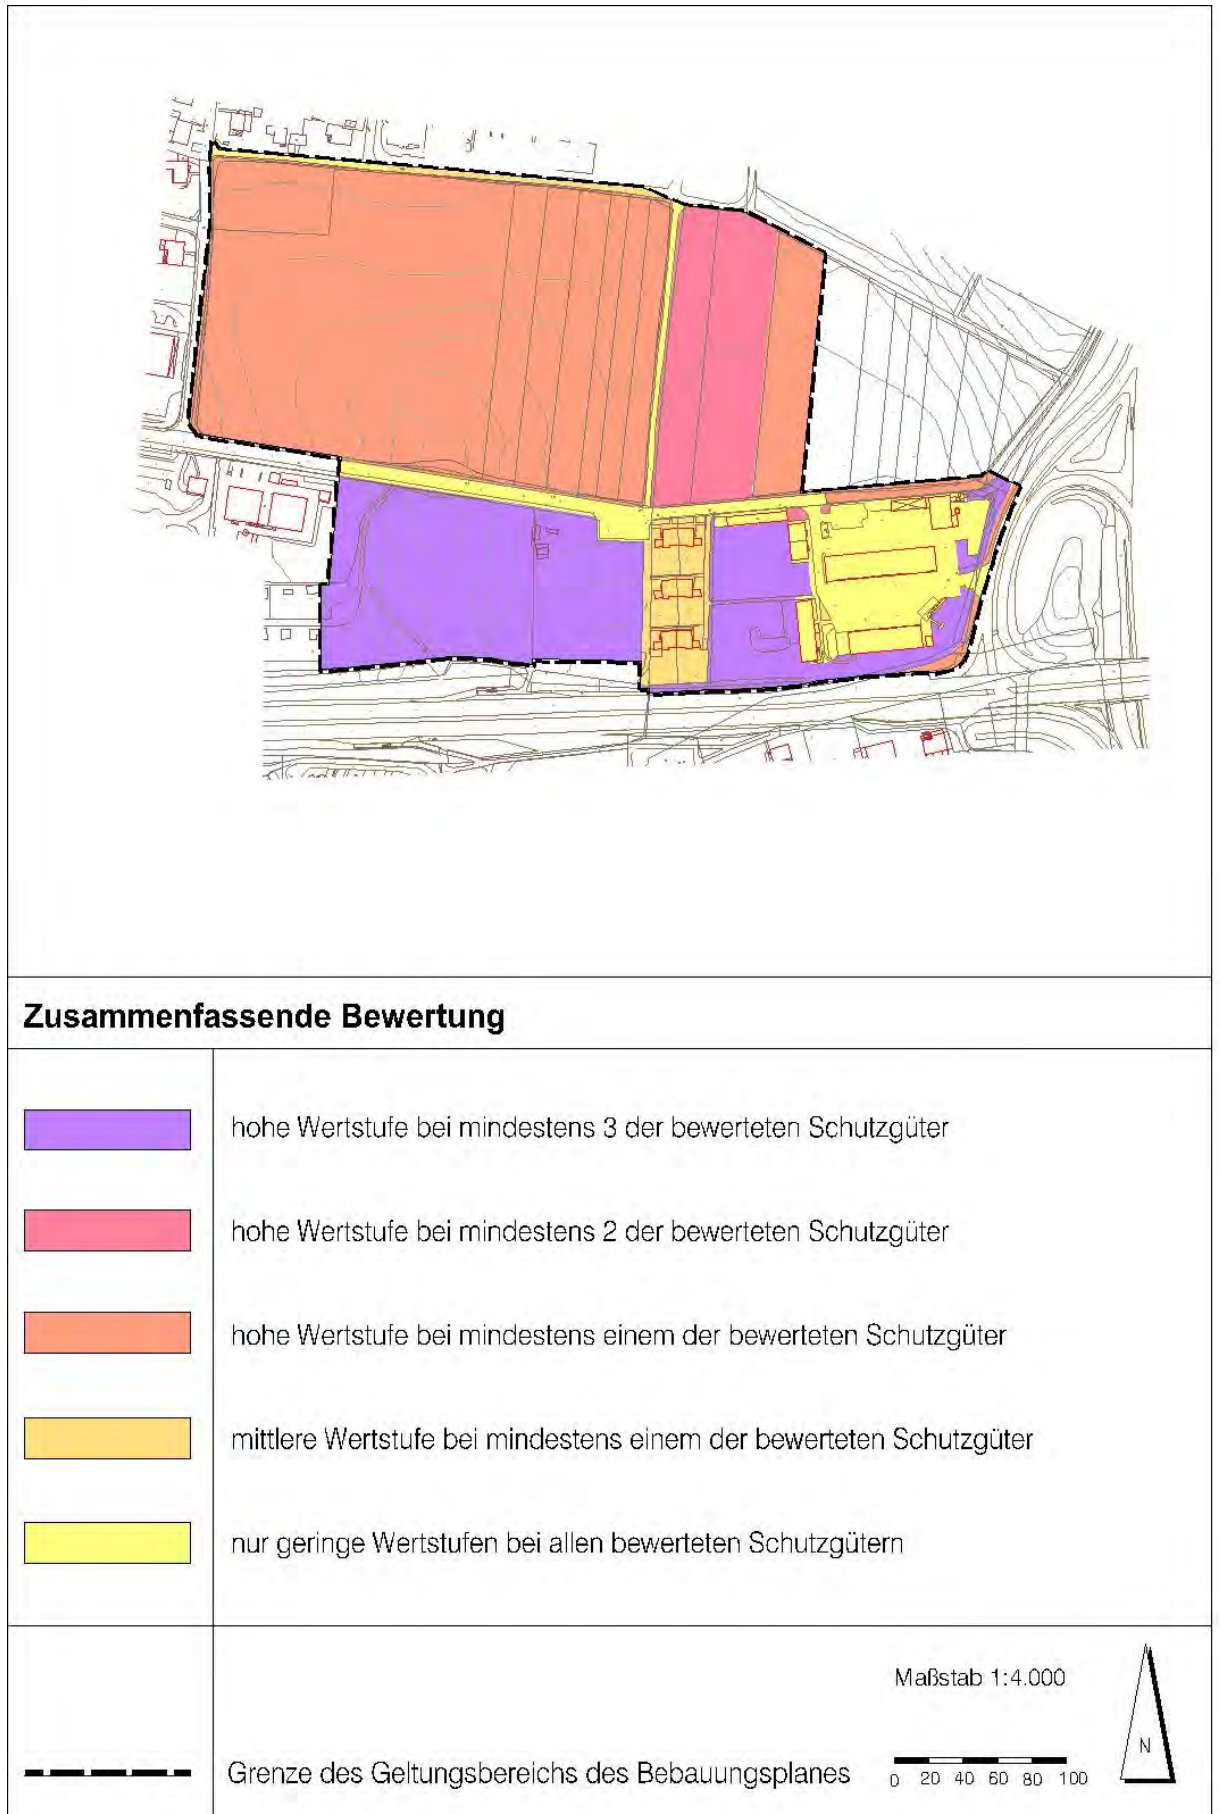 Zusammenfassende Bewertung
hohe Wertstufe bei mindestens 3 der bewerteten Schutzgüter
hohe Wertstufe bei mindestens 2 der bewerteten Schutzgüter
hohe Wertstufe bei mindestens einem der bewerteten Schutzgüter
mittlere Wertstufe bei mindestens einem der bewerteten Schutzgüter
nur geringe Wertstufen bei allen bewerteten Schutzgütern
Maßstab 1:4.000
N
Grenze des Geltungsbereichs des Bebauungsplanes
0 20 40 60 80 100